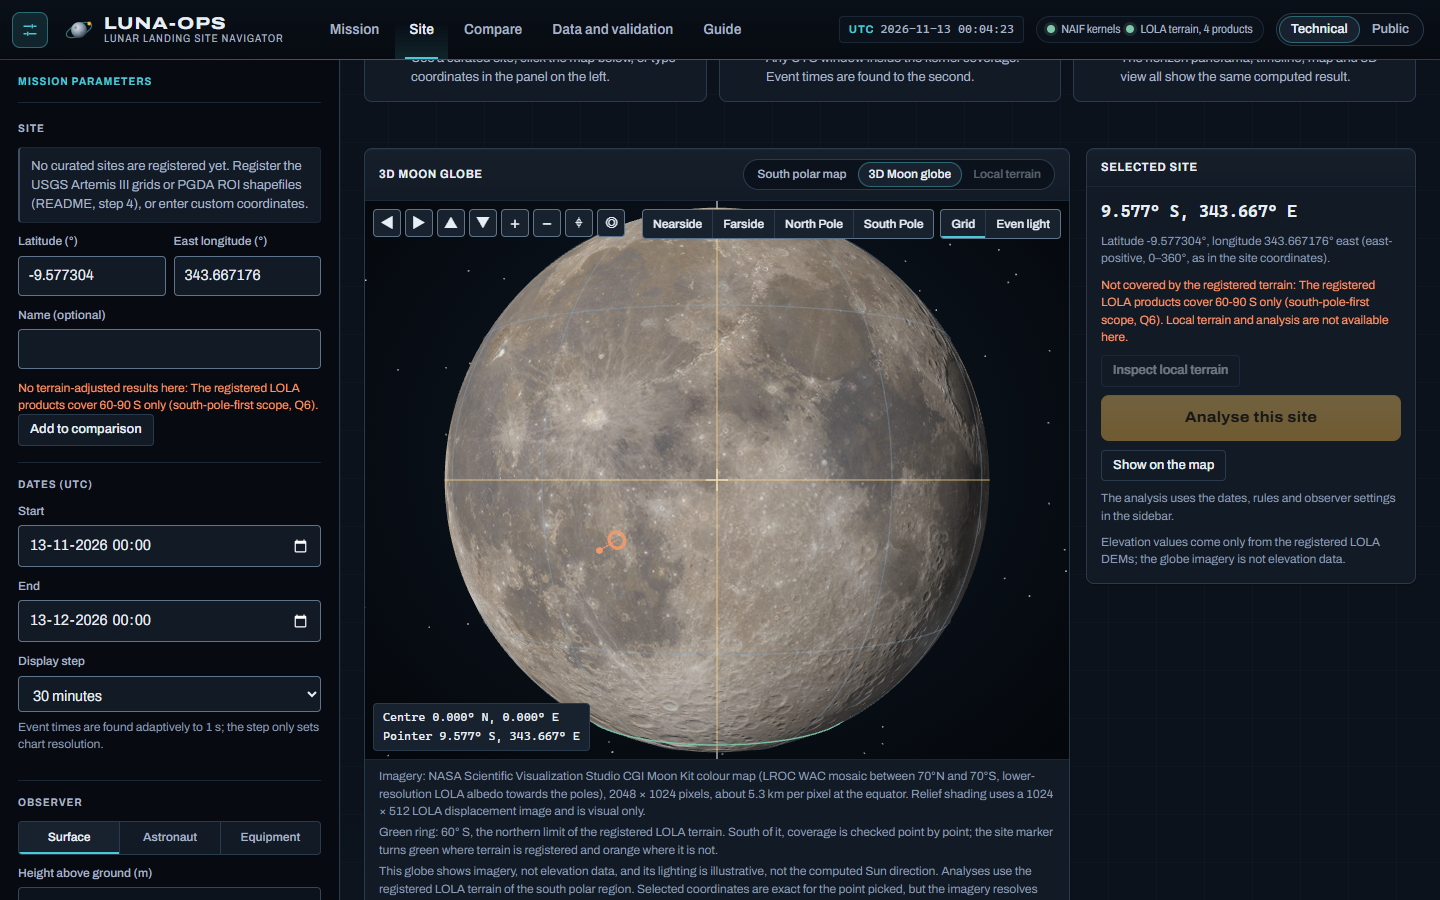 LUNA-OPS
LUNAR LANDING SITE NAVIGATOR
Mission
Site
Compare
Data and validation
Guide
UTC 2026-11-13 00:04:23
NAIF kernels
LOLA terrain, 4 products
Technical
Public
MISSION PARAMETERS
SITE
No curated sites are registered yet. Register the
USGS Artemis III grids or PGDA ROI shapefiles
(README, step 4), or enter custom coordinates.
Latitude (°)
East longitude (°)
-9.577304
343.667176
Name (optional)
No terrain-adjusted results here: The registered LOLA
products cover 60-90 S only (south-pole-first scope, Q6).
Add to comparison
DATES (UTC)
Start
13-11-2026 00:00
End
13-12-2026 00:00
Display step
30 minutes
Event times are found adaptively to 1 s; the step only sets
chart resolution.
OBSERVER
Surface
Astronaut
Equipment
Height above ground (m)
coordinates in the panel on the left.
Event times are found to the second.
view all show the same computed result.
3D MOON GLOBE
South polar map
3D Moon globe
Local terrain
Nearside
Farside
North Pole
South Pole
Grid
Even light
Centre 0.000° N, 0.000° E
Pointer 9.577° S, 343.667° E
Imagery: NASA Scientific Visualization Studio CGI Moon Kit colour map (LROC WAC mosaic between 70°N and 70°S, lower-
resolution LOLA albedo towards the poles), 2048 × 1024 pixels, about 5.3 km per pixel at the equator. Relief shading uses a 1024
× 512 LOLA displacement image and is visual only.
Green ring: 60° S, the northern limit of the registered LOLA terrain. South of it, coverage is checked point by point; the site marker
turns green where terrain is registered and orange where it is not.
This globe shows imagery, not elevation data, and its lighting is illustrative, not the computed Sun direction. Analyses use the
registered LOLA terrain of the south polar region. Selected coordinates are exact for the point picked, but the imagery resolves
SELECTED SITE
9.577° S, 343.667° E
Latitude -9.577304°, longitude 343.667176° east (east-
positive, 0–360°, as in the site coordinates).
Not covered by the registered terrain: The registered
LOLA products cover 60-90 S only (south-pole-first
scope, Q6). Local terrain and analysis are not available
here.
Inspect local terrain
Analyse this site
Show on the map
The analysis uses the dates, rules and observer settings
in the sidebar.
Elevation values come only from the registered LOLA
DEMs; the globe imagery is not elevation data.